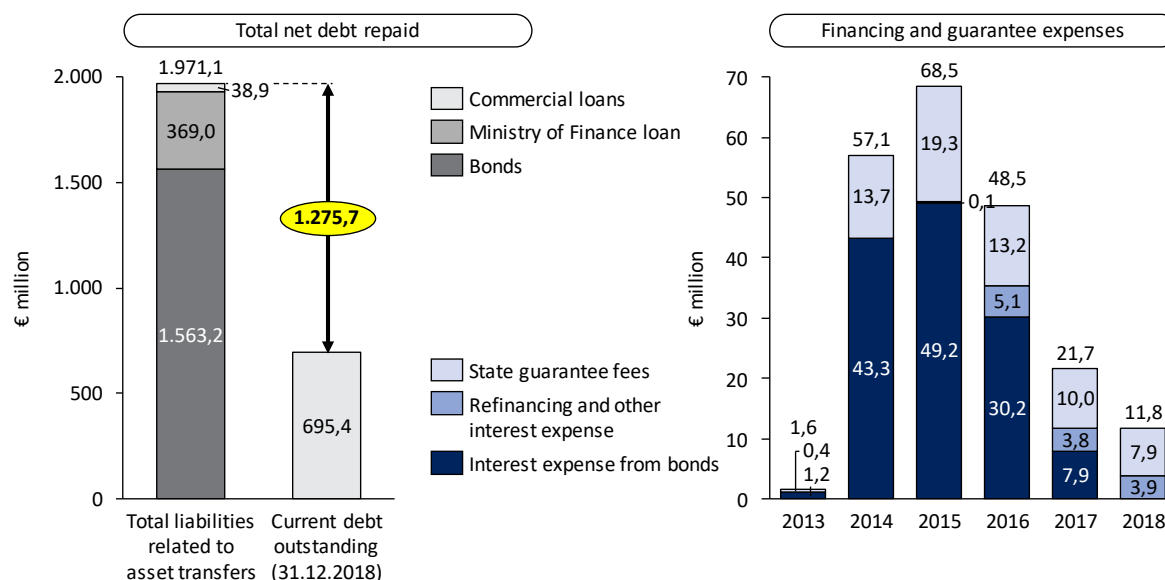 Total net debt repaid
€ million
2.000
1.500
1.000
500
0
1.971,1
38,9
369,0
1.563,2
1.275,7
695,4
Total liabilities
related to
asset transfers
Current debt
outstanding
(31.12.2018)
Commercial loans
Ministry of Finance loan
Bonds
State guarantee fees
Refinancing and other
interest expense
Interest expense from bonds
Financing and guarantee expenses
€ million
70
60
50
40
30
20
10
0
1,6
0,4
1,2
57,1
13,7
43,3
68,5
19,3
0,1
49,2
48,5
13,2
5,1
30,2
21,7
10,0
3,8
7,9
11,8
7,9
3,9
2013
2014
2015
2016
2017
2018